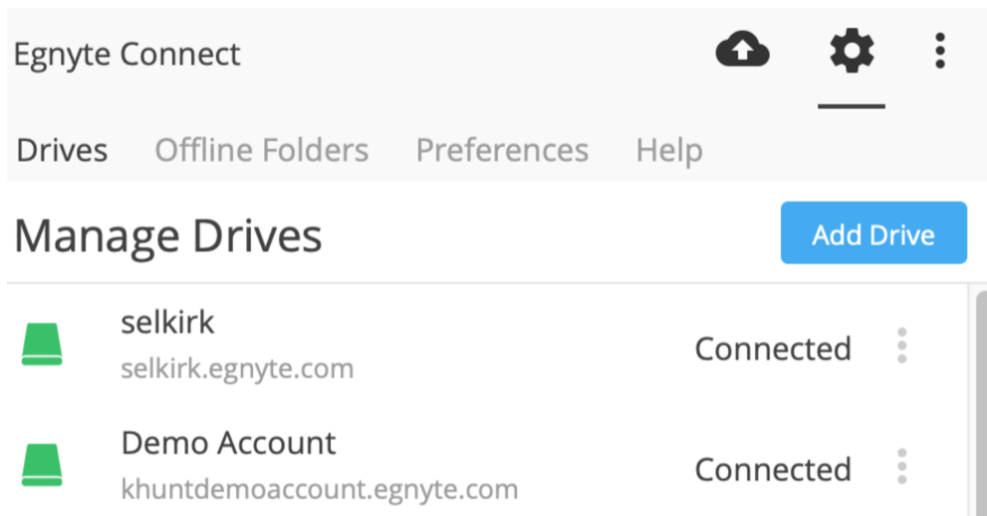 Egnyte Connect
Drives Offline Folders Preferences Help
Manage Drives Add Drive
selkirk
selkirk.egnyte.com
Connected
Demo Account
khuntdemoaccount.egnyte.com
Connected